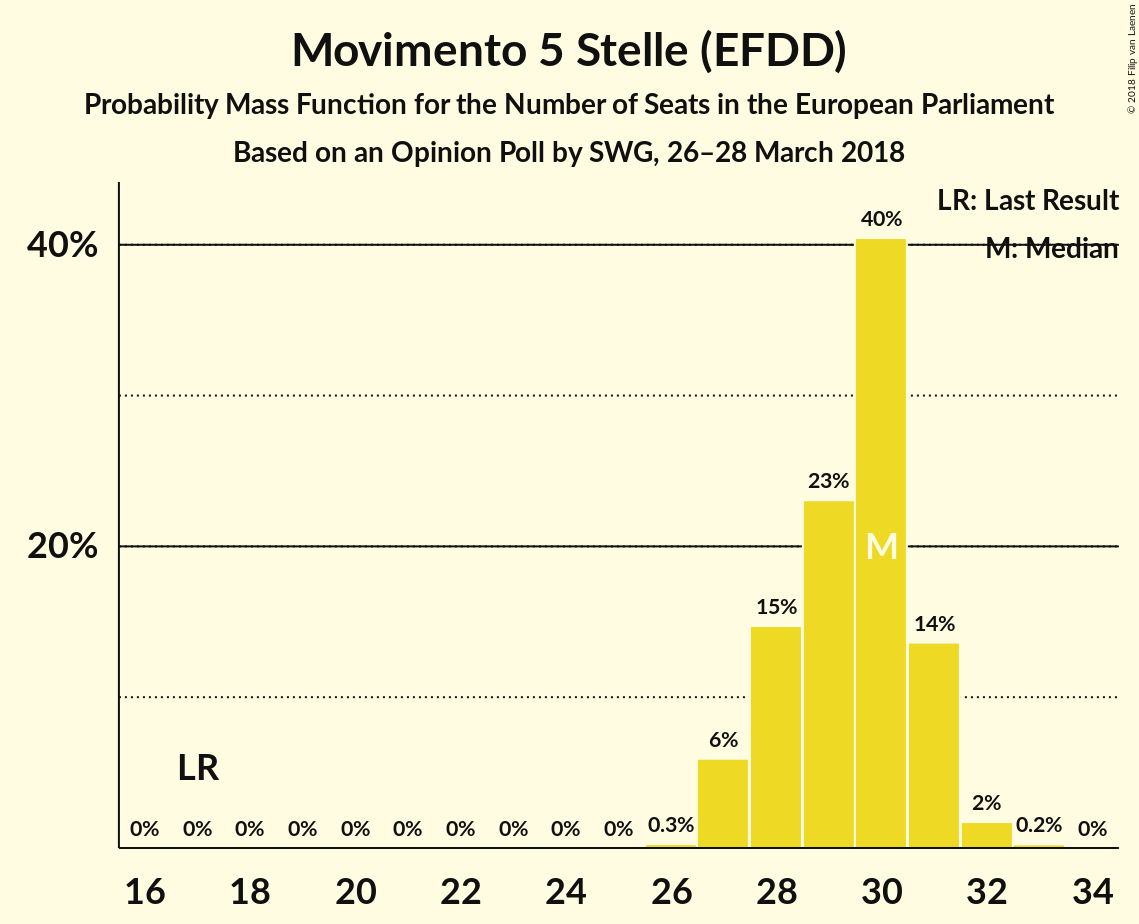 Movimento 5 Stelle (EFDD)
Probability Mass Function for the Number of Seats in the European Parliament
Based on an Opinion Poll by SWG, 26–28 March 2018
© 2018 Filip van Laenen
LR: Last Result
M: Median
40%
20%
40%
23%
M
15%
14%
6%
LR
2%
0% 0% 0% 0% 0% 0% 0% 0% 0% 0% 0.3% 0.2% 0%
16 18 20 22 24 26 28 30 32 34